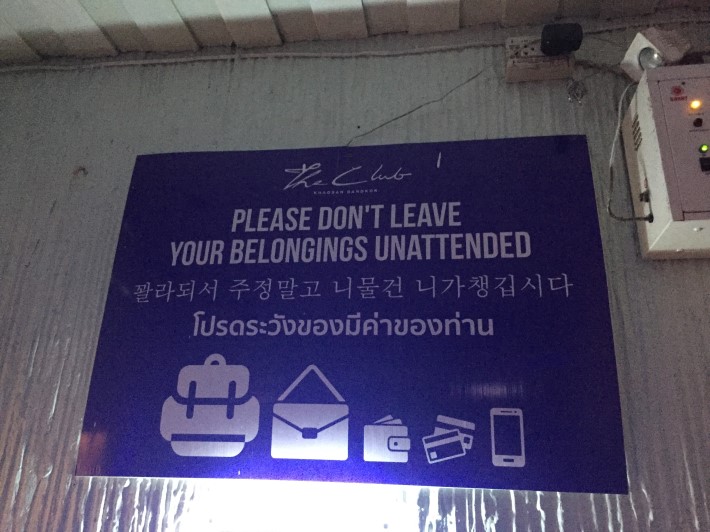 The Club
KHAOSAN BANGKOK
PLEASE DON'T LEAVE
YOUR BELONGINGS UNATTENDED
꽐라되서 주정말고 니물건 니가챙깁시다
โปรดระวังของมีค่าของท่าน